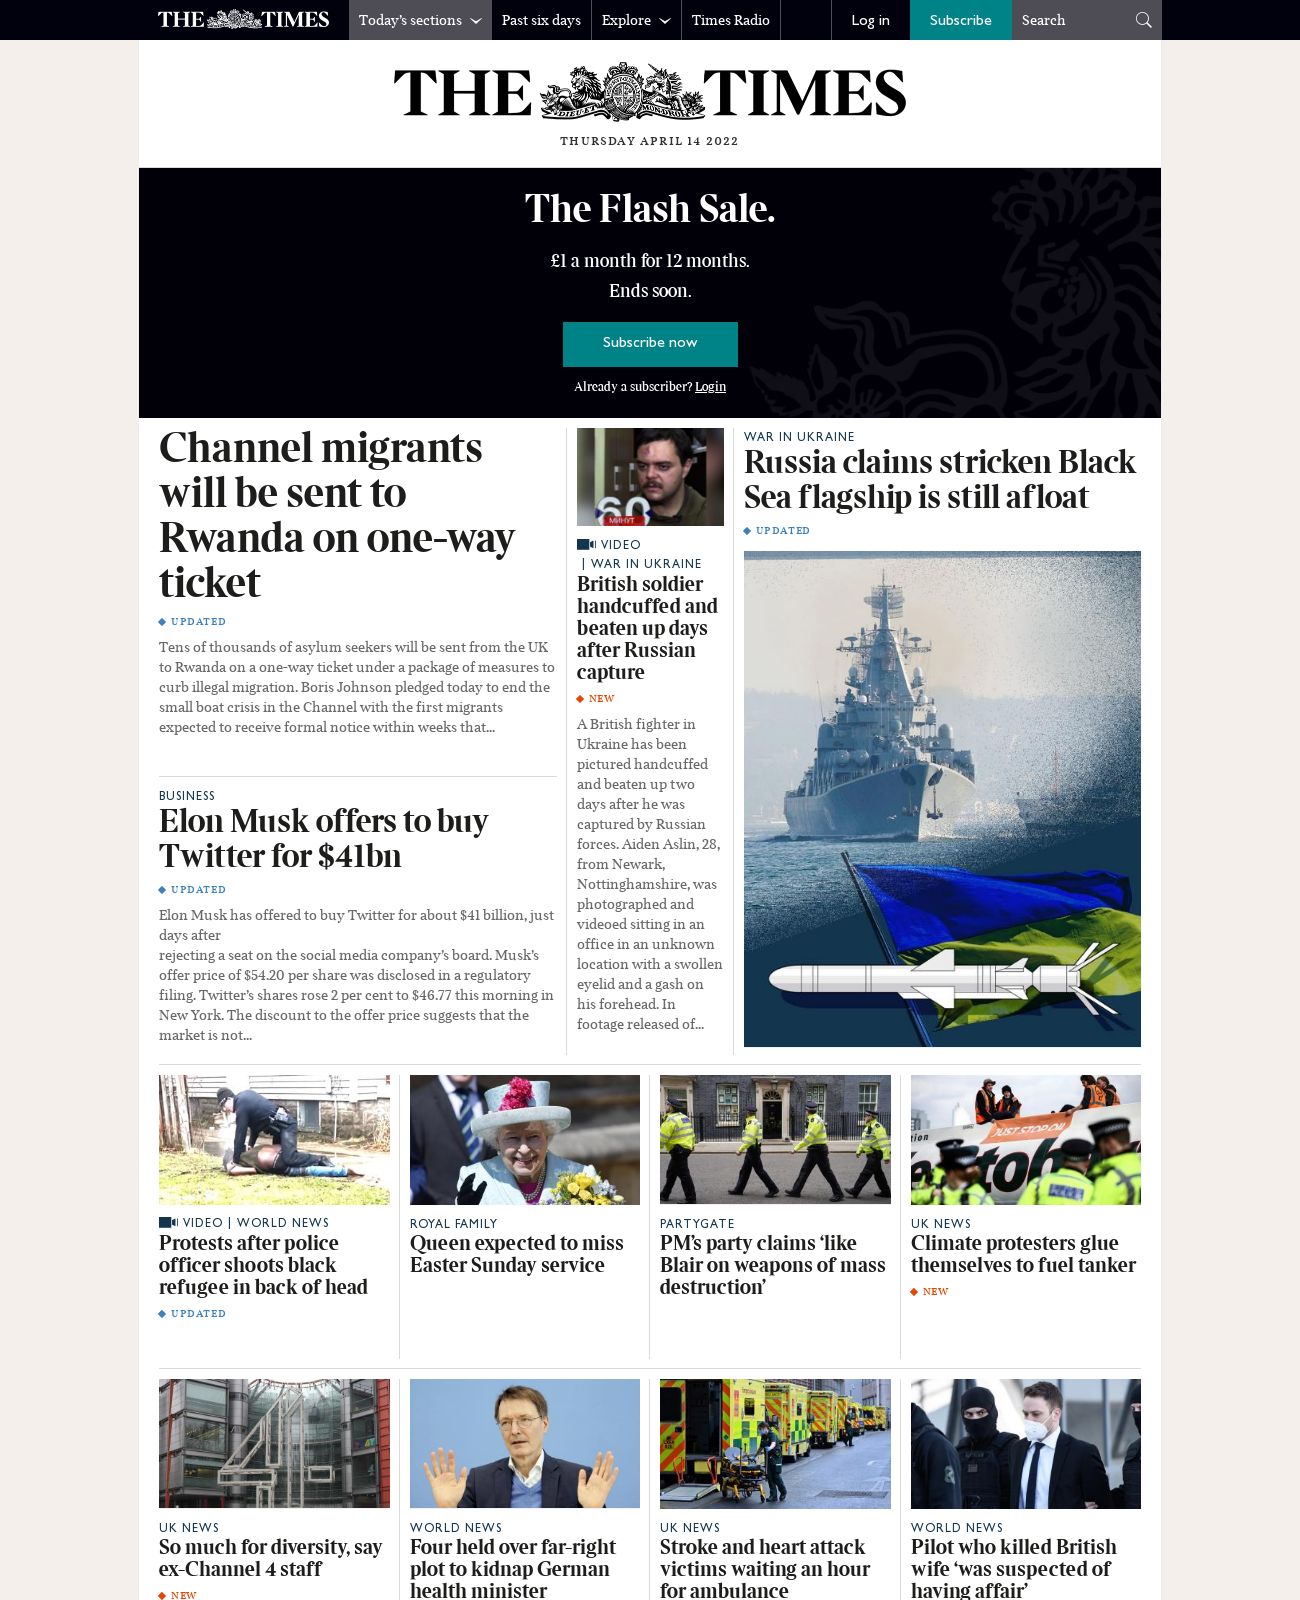 THE TIMES
Today's sections
Past six days
Explore
Times Radio
Log in
Subscribe
Search
THE TIMES
DIEU ET MON DROIT
THURSDAY APRIL 14 2022
The Flash Sale.
£1 a month for 12 months.
Ends soon.
Subscribe now
Already a subscriber? Login
Channel migrants
will be sent to
Rwanda on one-way
ticket
UPDATED
Tens of thousands of asylum seekers will be sent from the UK
to Rwanda on a one-way ticket under a package of measures to
curb illegal migration. Boris Johnson pledged today to end the
small boat crisis in the Channel with the first migrants
expected to receive formal notice within weeks that...
BUSINESS
Elon Musk offers to buy
Twitter for $41bn
UPDATED
Elon Musk has offered to buy Twitter for about $41 billion, just
days after
rejecting a seat on the social media company's board. Musk's
offer price of $54.20 per share was disclosed in a regulatory
filing. Twitter's shares rose 2 per cent to $46.77 this morning in
New York. The discount to the offer price suggests that the
market is not...
60
МИНУТ
VIDEO
| WAR IN UKRAINE
British soldier
handcuffed and
beaten up days
after Russian
capture
NEW
A British fighter in
Ukraine has been
pictured handcuffed
and beaten up two
days after he was
captured by Russian
forces. Aiden Aslin, 28,
from Newark,
Nottinghamshire, was
photographed and
videoed sitting in an
office in an unknown
location with a swollen
eyelid and a gash on
his forehead. In
footage released of...
WAR IN UKRAINE
Russia claims stricken Black
Sea flagship is still afloat
UPDATED
VIDEO | WORLD NEWS
Protests after police
officer shoots black
refugee in back of head
UPDATED
ROYAL FAMILY
Queen expected to miss
Easter Sunday service
PARTYGATE
PM's party claims 'like
Blair on weapons of mass
destruction'
JUST STOP OIL
UK NEWS
Climate protesters glue
themselves to fuel tanker
NEW
UK NEWS
So much for diversity, say
ex-Channel 4 staff
NEW
WORLD NEWS
Four held over far-right
plot to kidnap German
health minister
UK NEWS
Stroke and heart attack
victims waiting an hour
for ambulance
WORLD NEWS
Pilot who killed British
wife 'was suspected of
having affair'